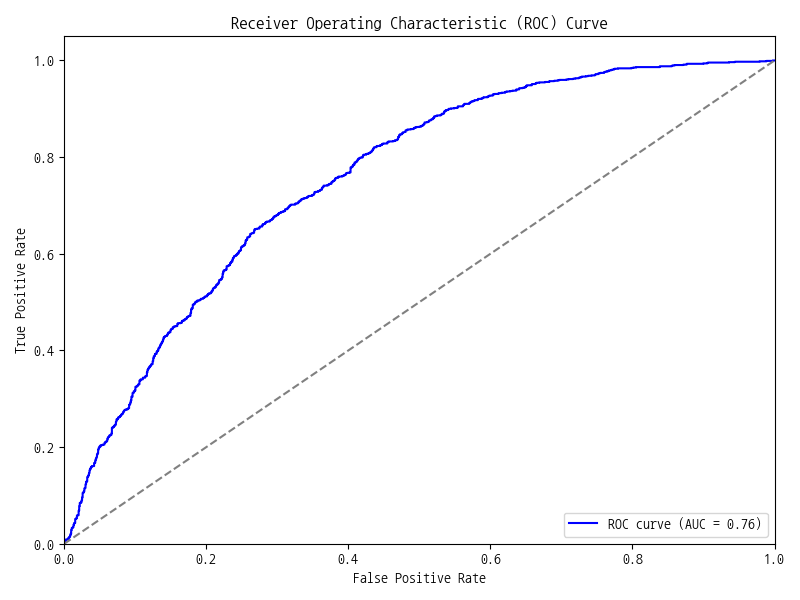 Receiver Operating Characteristic (ROC) Curve
True Positive Rate
1.0
0.8
0.6
0.4
0.2
0.0
0.0 0.2 0.4 0.6 0.8 1.0
False Positive Rate
ROC curve (AUC = 0.76)